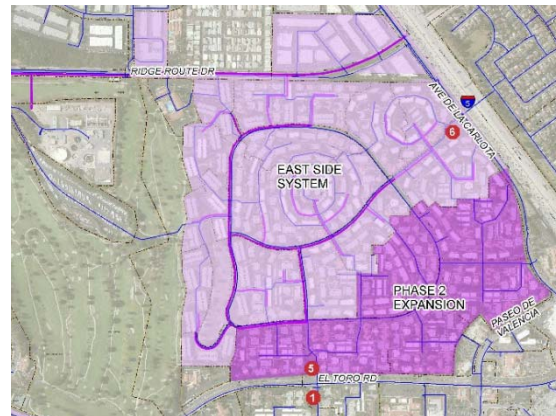 RIDGE ROUTE DR
AVE DE LA CARLOTA
5
6
EAST SIDE
SYSTEM
PHASE 2
EXPANSION
PASEO DE
VALENCIA
5
EL TORO RD
1